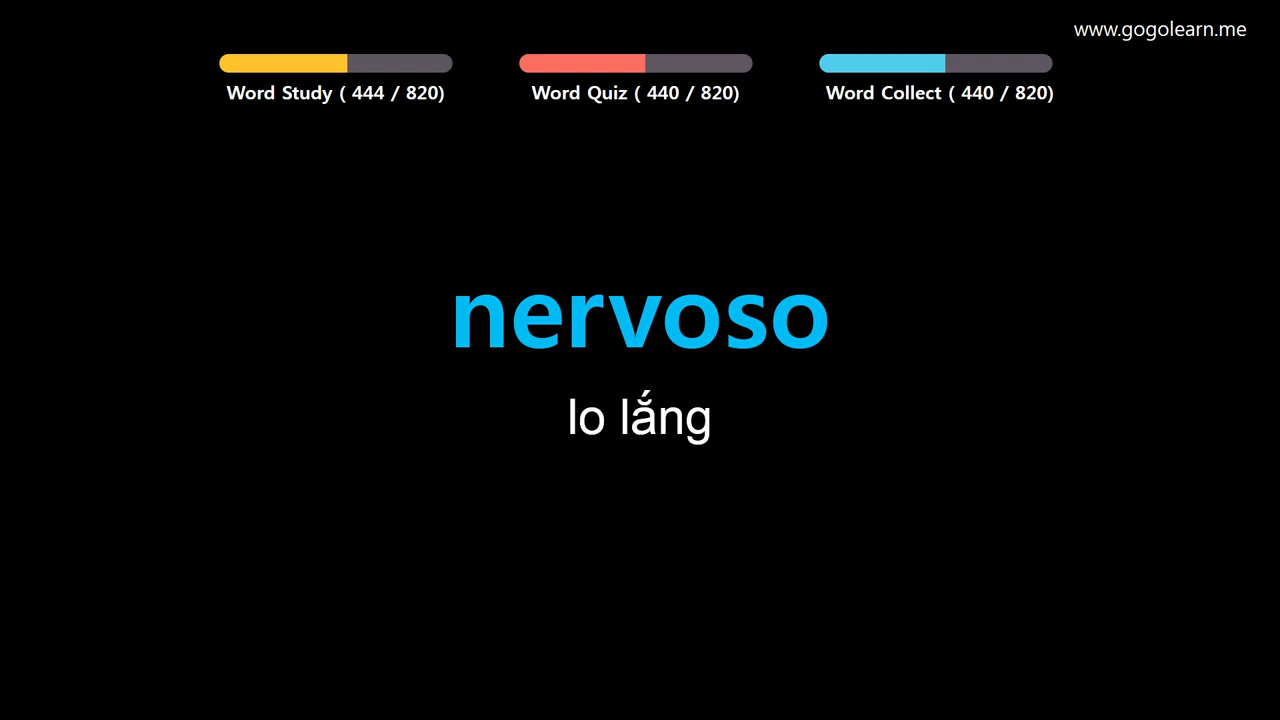 www.gogolearn.me
Word Study ( 444 / 820)
Word Quiz ( 440 / 820)
Word Collect ( 440 / 820)
nervoso
lo lắng